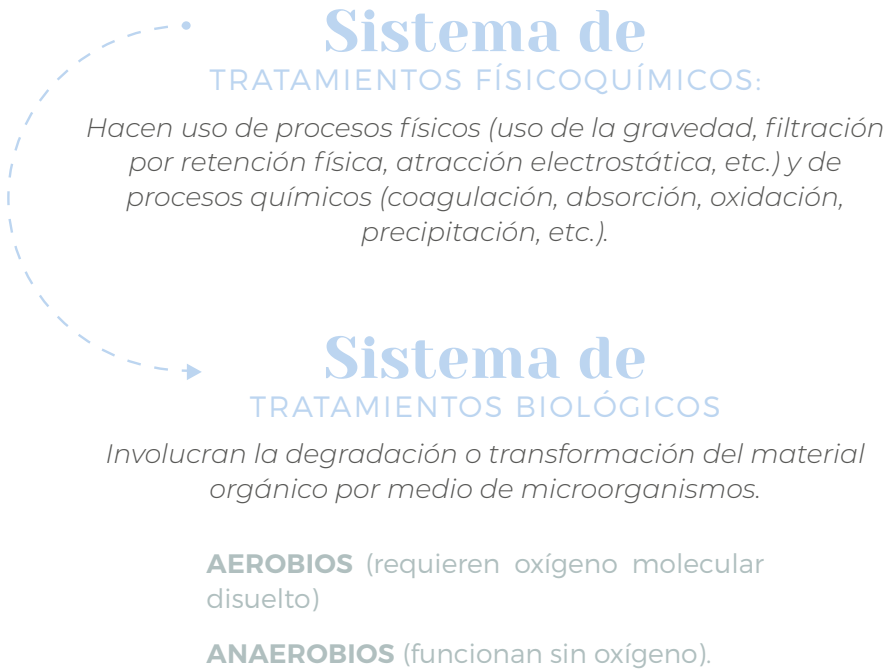 Sistema de
TRATAMIENTOS FÍSICOQUÍMICOS:
Hacen uso de procesos físicos (uso de la gravedad, filtración
por retención física, atracción electrostática, etc.) y de
procesos químicos (coagulación, absorción, oxidación,
precipitación, etc.).
Sistema de
TRATAMIENTOS BIOLÓGICOS
Involucran la degradación o transformación del material
orgánico por medio de microorganismos.
AEROBIOS (requieren oxígeno molecular
disuelto)
ANAEROBIOS (funcionan sin oxígeno).